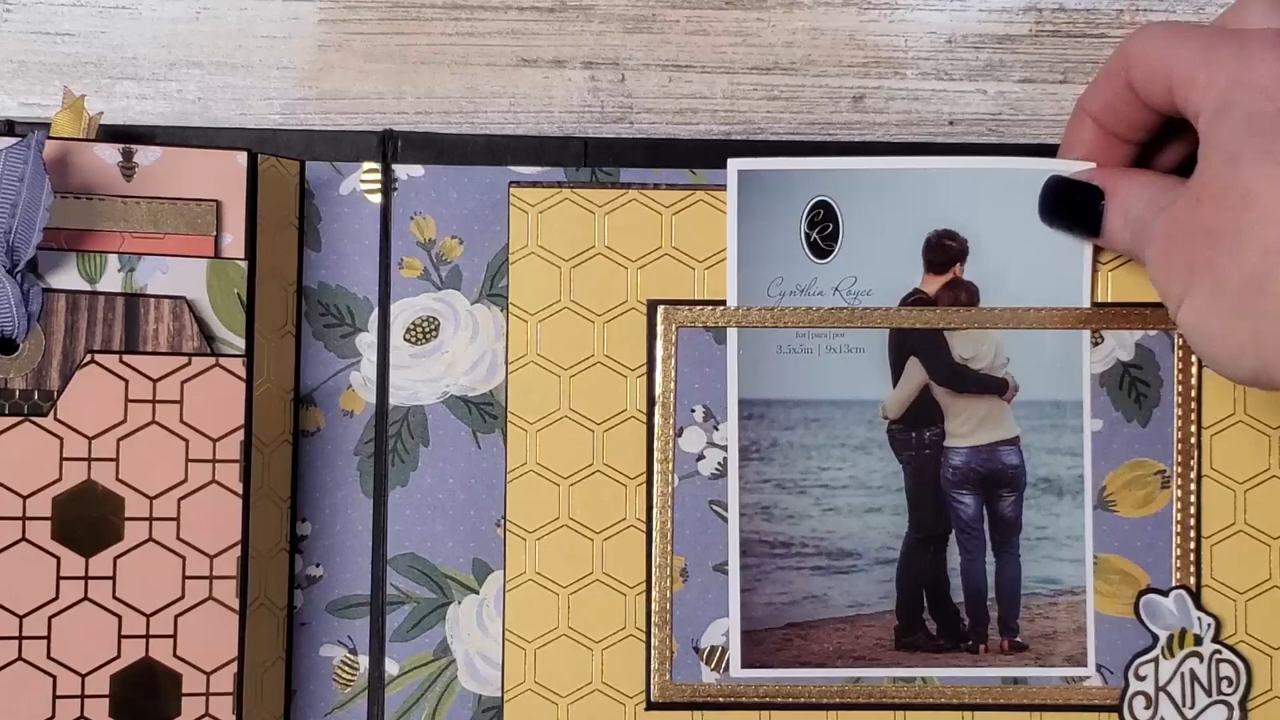 CR
Cynthia Royce
for|para|por
3.5x5in | 9x13cm
KIND